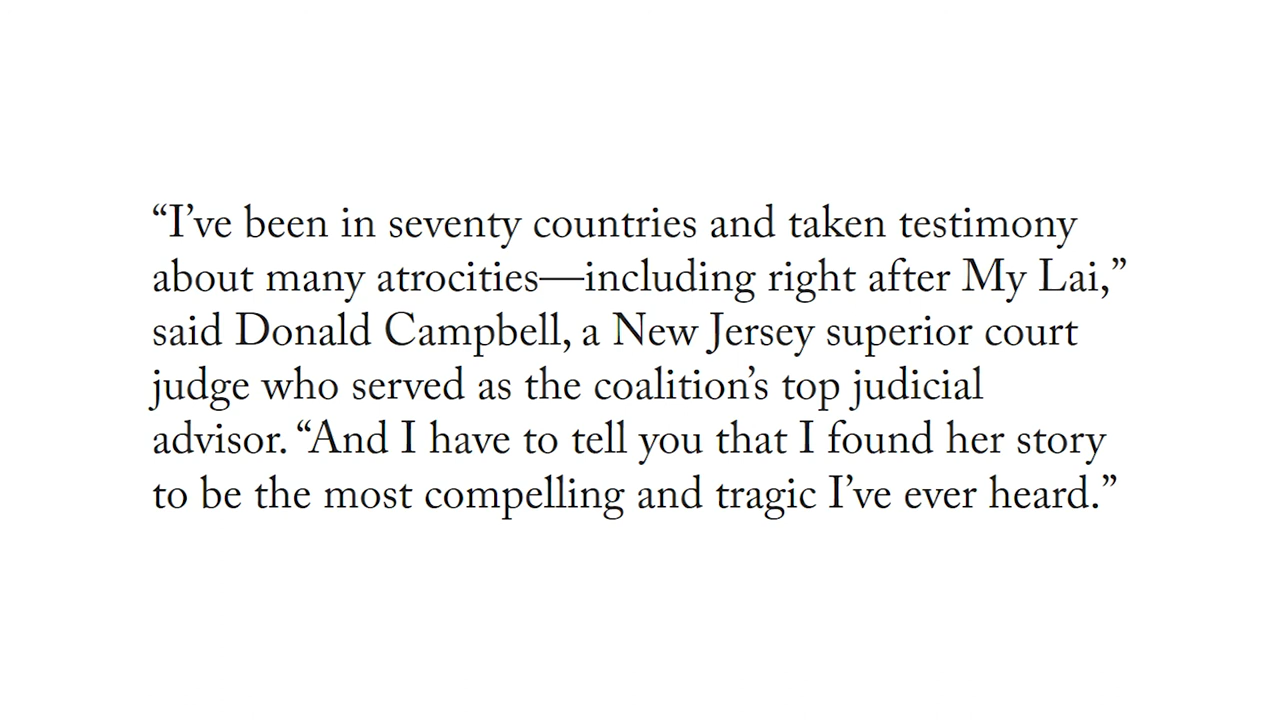 “I’ve been in seventy countries and taken testimony
about many atrocities—including right after My Lai,”
said Donald Campbell, a New Jersey superior court
judge who served as the coalition’s top judicial
advisor. “And I have to tell you that I found her story
to be the most compelling and tragic I’ve ever heard.”